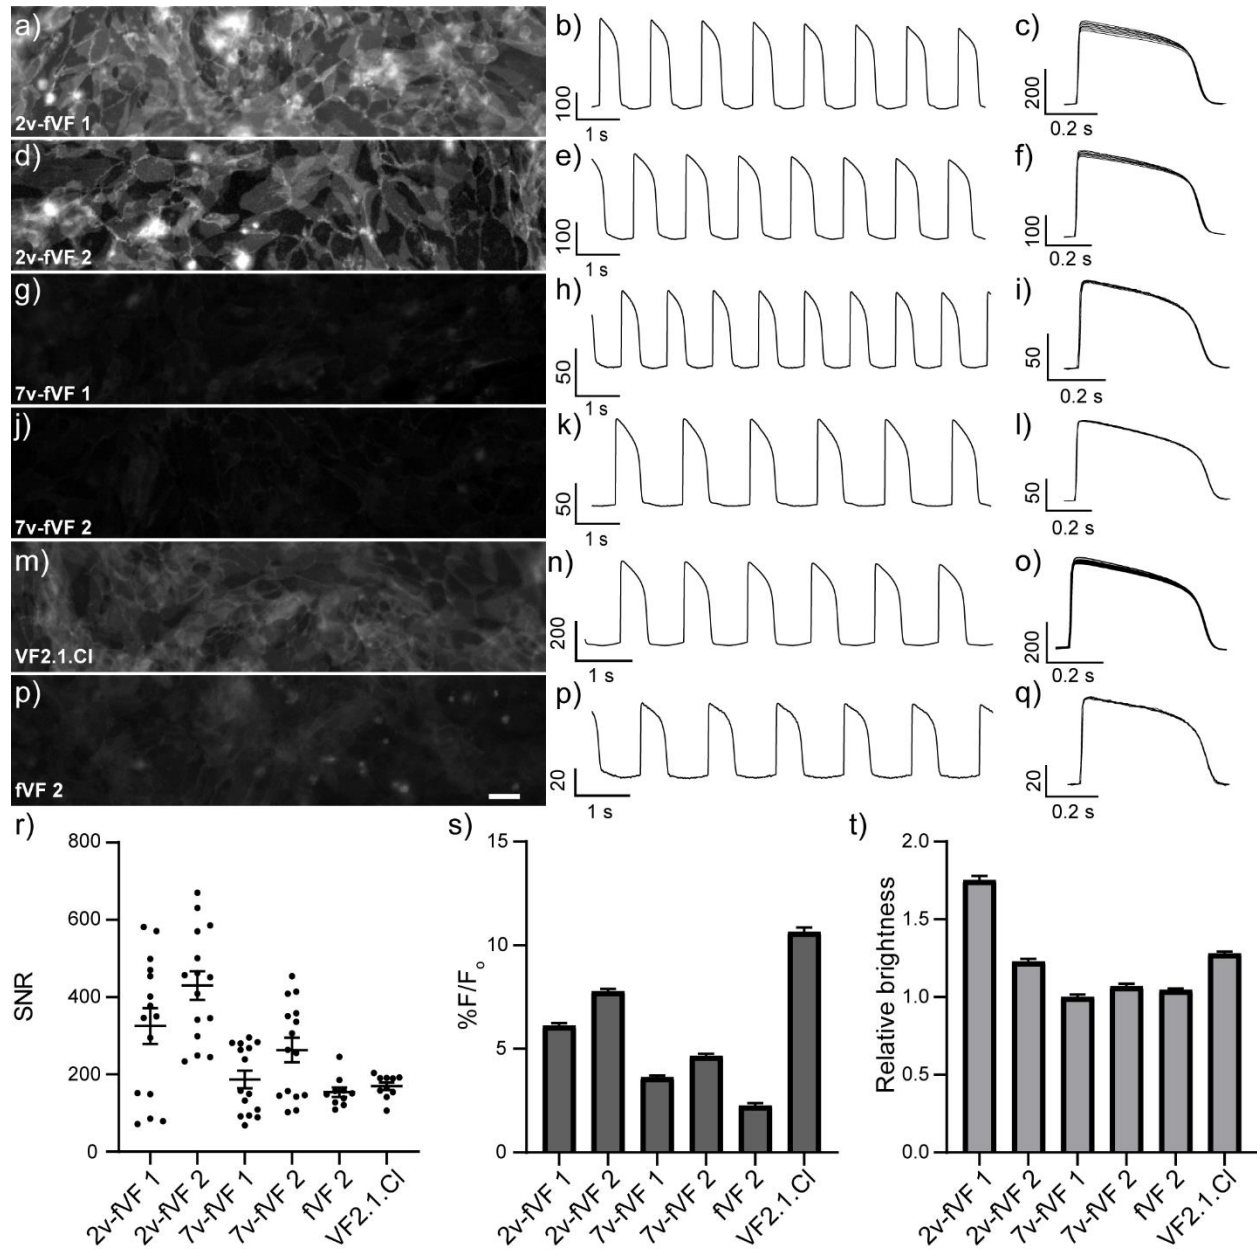 a)
2v-fVF 1
b)
100
1 s
c)
200
0.2 s
d)
2v-fVF 2
e)
100
1 s
f)
100
0.2 s
g)
7v-fVF 1
h)
50
1 s
i)
50
0.2 s
j)
7v-fVF 2
k)
50
1 s
l)
50
0.2 s
m)
VF2.1.Cl
n)
200
1 s
o)
200
0.2 s
p)
fVF 2
p)
20
1 s
q)
20
0.2 s
r)
SNR
800
600
400
200
0
2v-fVF 1
2v-fVF 2
7v-fVF 1
7v-fVF 2
fVF 2
VF2.1.Cl
s)
%F/Fo
15
10
5
0
2v-fVF 1
2v-fVF 2
7v-fVF 1
7v-fVF 2
fVF 2
VF2.1.Cl
t)
Relative brightness
2.0
1.5
1.0
0.5
0.0
2v-fVF 1
2v-fVF 2
7v-fVF 1
7v-fVF 2
fVF 2
VF2.1.Cl